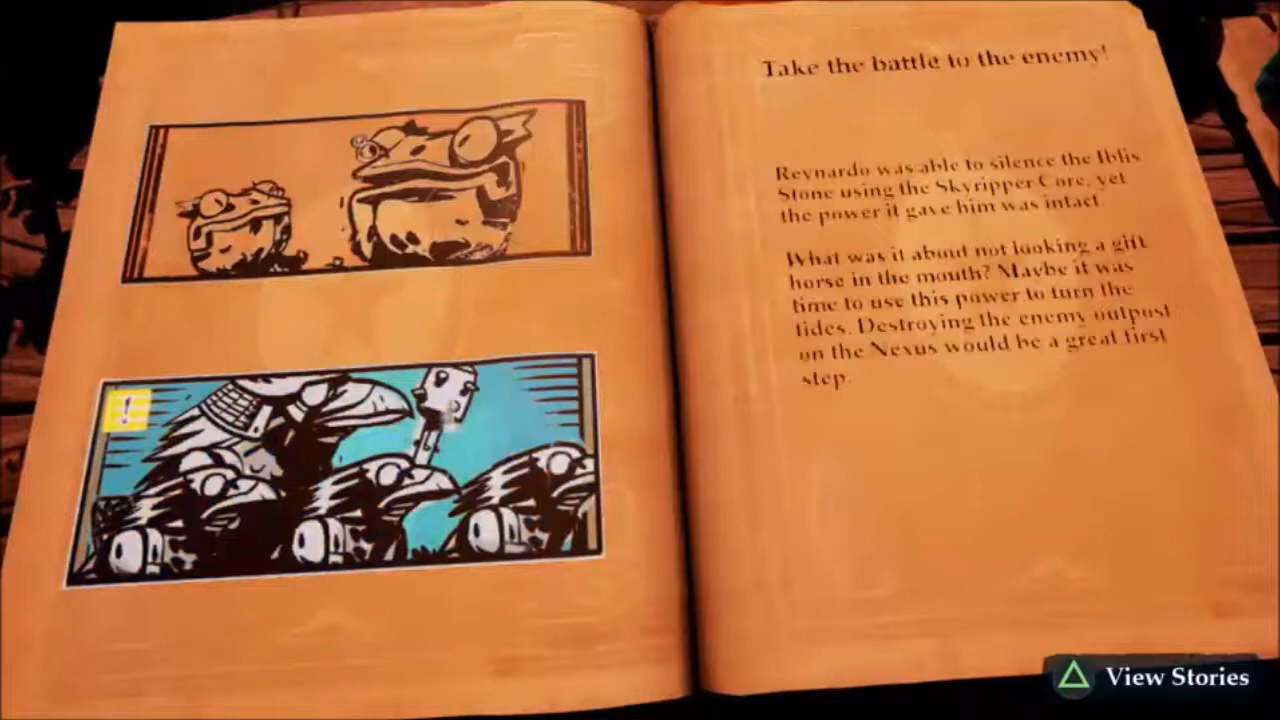 Take the battle to the enemy!
Reynardo was able to silence the Iblis
Stone using the Skyripper Core, yet
the power it gave him was intact.
What was it about not looking a gift
horse in the mouth? Maybe it was
time to use this power to turn the
tides. Destroying the enemy outpost
on the Nexus would be a great first
step.
!
View Stories